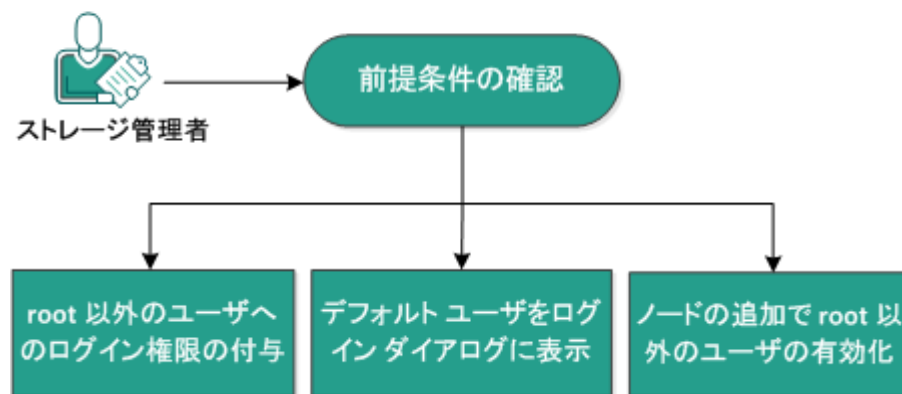 ストレージ管理者
前提条件の確認
root 以外のユーザへ
のログイン権限の付与
デフォルト ユーザをログ
イン ダイアログに表示
ノードの追加で root 以
外のユーザの有効化